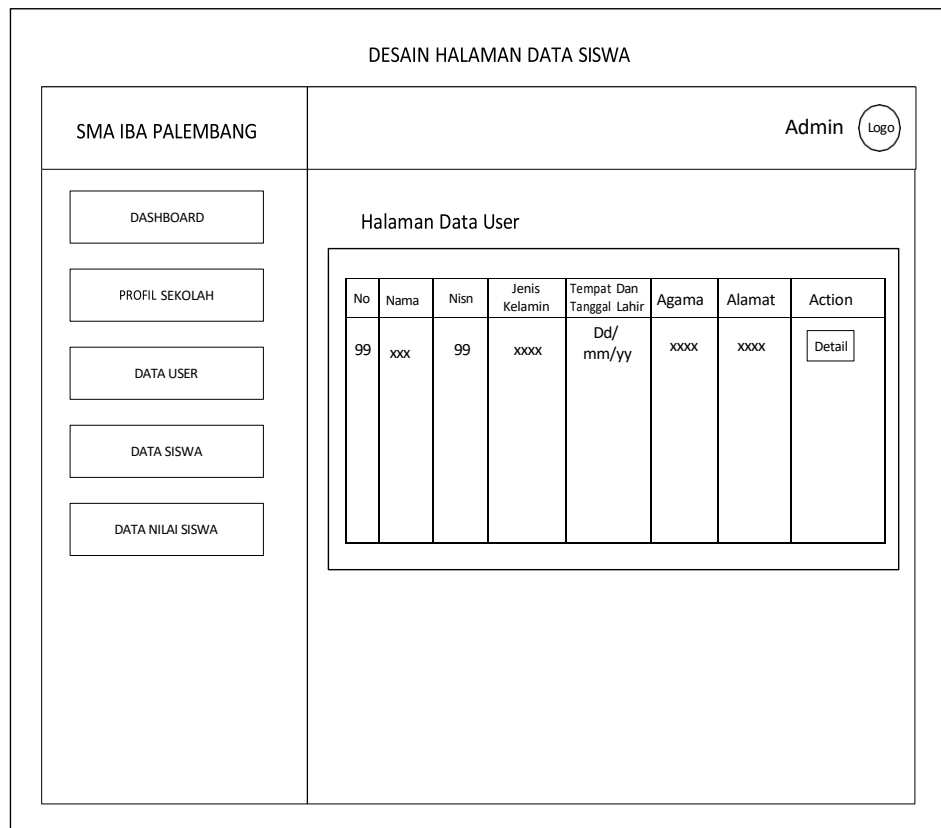 DESAIN HALAMAN DATA SISWA
SMA IBA PALEMBANG
Admin
Logo
DASHBOARD
PROFIL SEKOLAH
DATA USER
DATA SISWA
DATA NILAI SISWA
Halaman Data User
No Nama Nisn Jenis Kelamin Tempat Dan Tanggal Lahir Agama Alamat Action
99 xxx 99 xxxx Dd/ mm/yy xxxx xxxx Detail